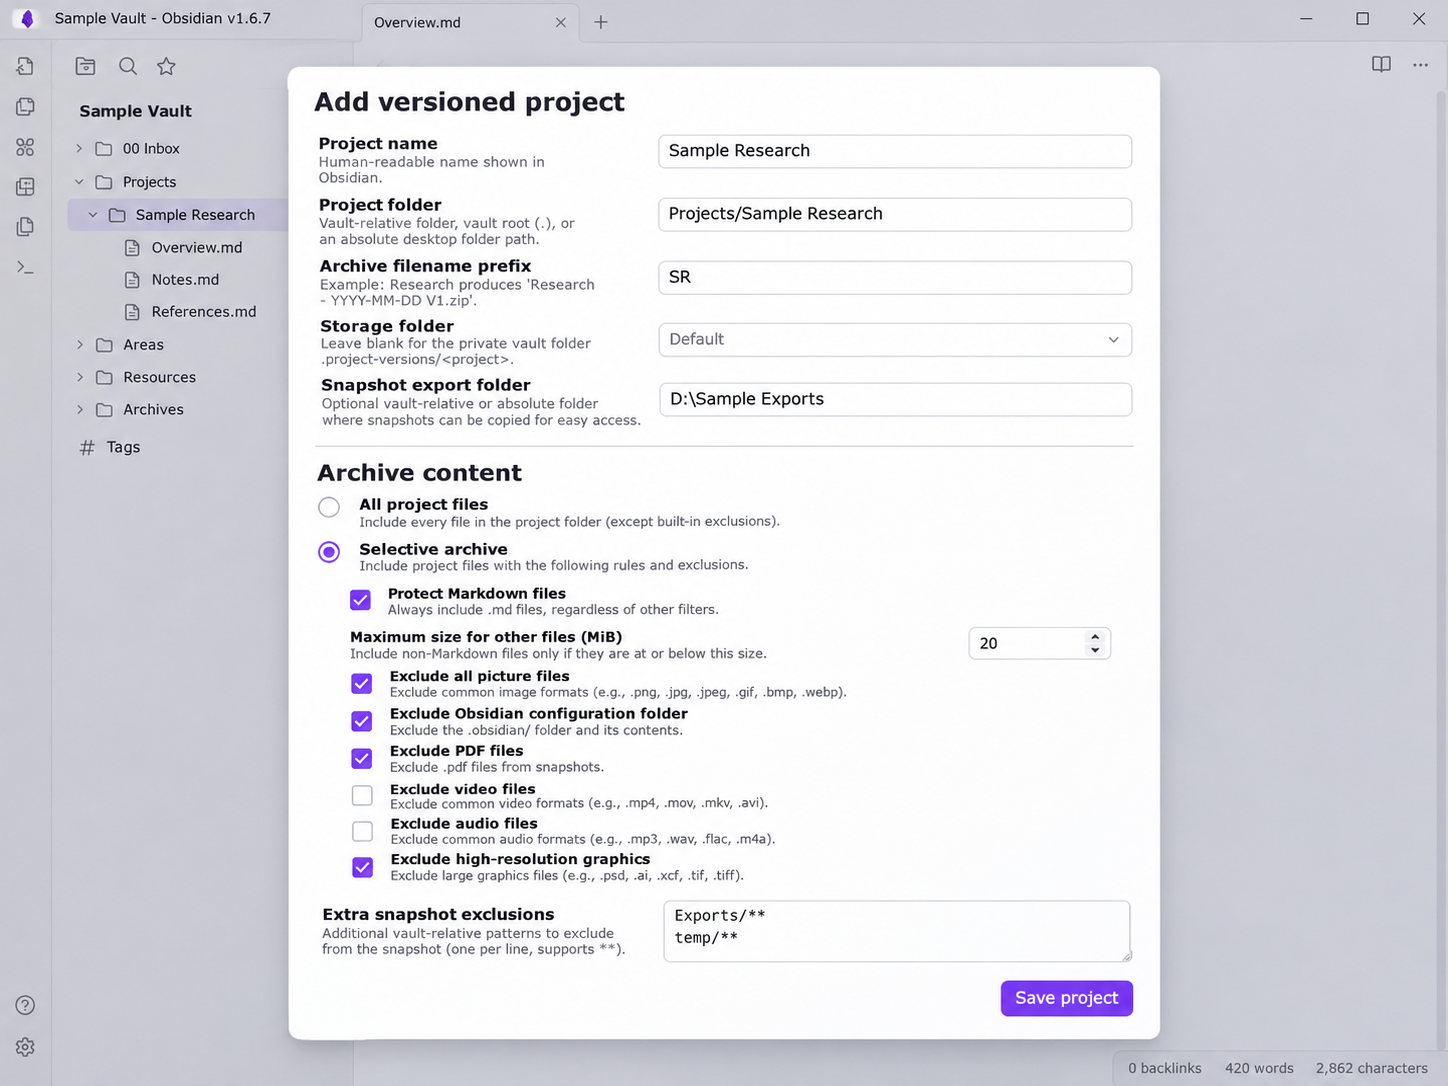 Sample Vault - Obsidian v1.6.7
Overview.md
Sample Vault
00 Inbox
Projects
Sample Research
Overview.md
Notes.md
References.md
Areas
Resources
Archives
Tags
Add versioned project
Project name
Human-readable name shown in
Obsidian.
Sample Research
Project folder
Vault-relative folder, vault root (.), or
an absolute desktop folder path.
Projects/Sample Research
Archive filename prefix
Example: Research produces 'Research
- YYYY-MM-DD V1.zip'.
SR
Storage folder
Leave blank for the private vault folder
.project-versions/<project>.
Default
Snapshot export folder
Optional vault-relative or absolute folder
where snapshots can be copied for easy access.
D:\Sample Exports
Archive content
All project files
Include every file in the project folder (except built-in exclusions).
Selective archive
Include project files with the following rules and exclusions.
Protect Markdown files
Always include .md files, regardless of other filters.
Maximum size for other files (MiB)
Include non-Markdown files only if they are at or below this size.
20
Exclude all picture files
Exclude common image formats (e.g., .png, .jpg, .jpeg, .gif, .bmp, .webp).
Exclude Obsidian configuration folder
Exclude the .obsidian/ folder and its contents.
Exclude PDF files
Exclude .pdf files from snapshots.
Exclude video files
Exclude common video formats (e.g., .mp4, .mov, .mkv, .avi).
Exclude audio files
Exclude common audio formats (e.g., .mp3, .wav, .flac, .m4a).
Exclude high-resolution graphics
Exclude large graphics files (e.g., .psd, .ai, .xcf, .tif, .tiff).
Extra snapshot exclusions
Additional vault-relative patterns to exclude
from the snapshot (one per line, supports **).
Exports/**
temp/**
Save project
0 backlinks 420 words 2,862 characters